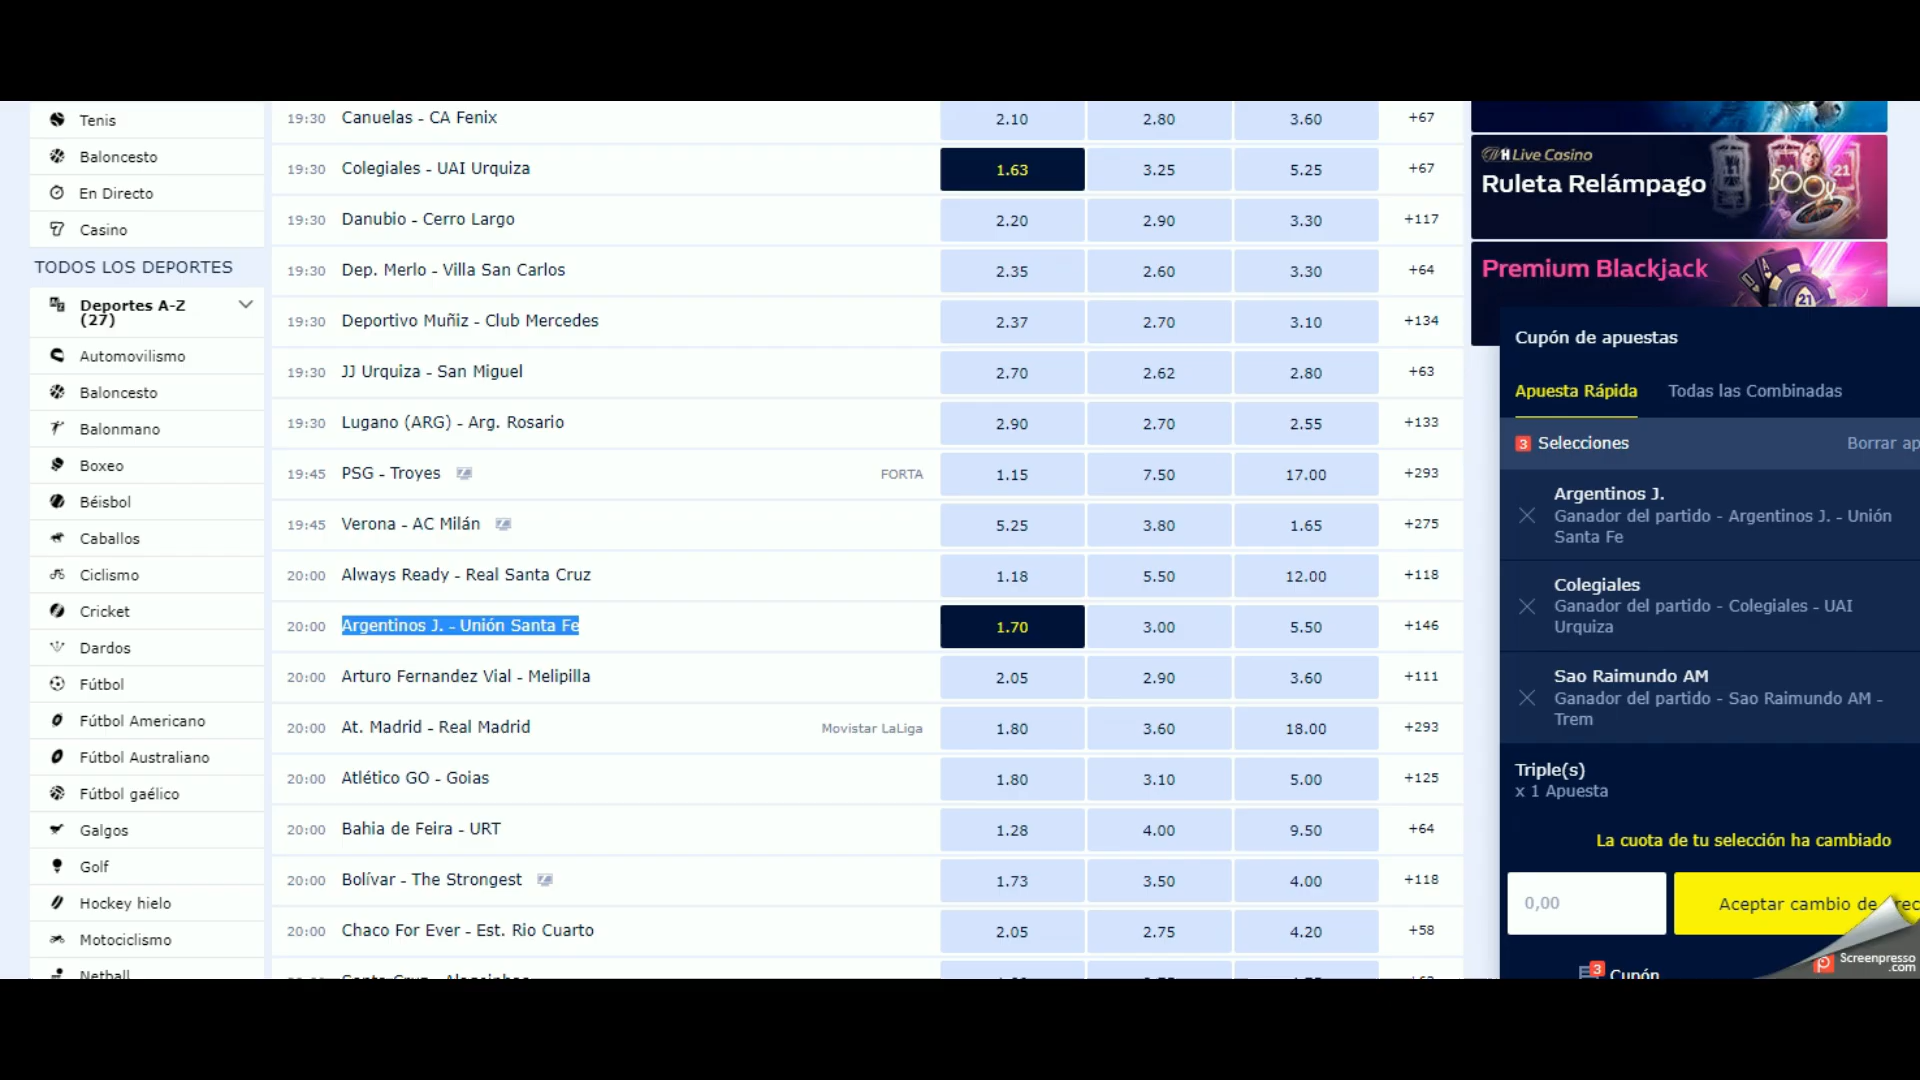 Tenis
Baloncesto
En Directo
Casino
TODOS LOS DEPORTES
Deportes A-Z
(27)
Automovilismo
Baloncesto
Balonmano
Boxeo
Béisbol
Caballos
Ciclismo
Cricket
Dardos
Fútbol
Fútbol Americano
Fútbol Australiano
Fútbol gaélico
Galgos
Golf
Hockey hielo
Motociclismo
Netball
19:30 Canuelas - CA Fenix 2.10 2.80 3.60 +67
19:30 Colegiales - UAI Urquiza 1.63 3.25 5.25 +67
19:30 Danubio - Cerro Largo 2.20 2.90 3.30 +117
19:30 Dep. Merlo - Villa San Carlos 2.35 2.60 3.30 +64
19:30 Deportivo Muñiz - Club Mercedes 2.37 2.70 3.10 +134
19:30 JJ Urquiza - San Miguel 2.70 2.62 2.80 +63
19:30 Lugano (ARG) - Arg. Rosario 2.90 2.70 2.55 +133
19:45 PSG - Troyes FORTA 1.15 7.50 17.00 +293
19:45 Verona - AC Milán 5.25 3.80 1.65 +275
20:00 Always Ready - Real Santa Cruz 1.18 5.50 12.00 +118
20:00 Argentinos J. - Unión Santa Fe 1.70 3.00 5.50 +146
20:00 Arturo Fernandez Vial - Melipilla 2.05 2.90 3.60 +111
20:00 At. Madrid - Real Madrid Movistar LaLiga 1.80 3.60 18.00 +293
20:00 Atlético GO - Goias 1.80 3.10 5.00 +125
20:00 Bahia de Feira - URT 1.28 4.00 9.50 +64
20:00 Bolívar - The Strongest 1.73 3.50 4.00 +118
20:00 Chaco For Ever - Est. Rio Cuarto 2.05 2.75 4.20 +58
WH Live Casino
Ruleta Relámpago
11
500x
21
Premium Blackjack
21
Cupón de apuestas
Apuesta Rápida Todas las Combinadas
3 Selecciones Borrar ap
Argentinos J.
Ganador del partido - Argentinos J. - Unión
Santa Fe
Colegiales
Ganador del partido - Colegiales - UAI
Urquiza
Sao Raimundo AM
Ganador del partido - Sao Raimundo AM -
Trem
Triple(s)
x 1 Apuesta
La cuota de tu selección ha cambiado
0,00 Aceptar cambio de
3 Cupón
Screenpresso
.com